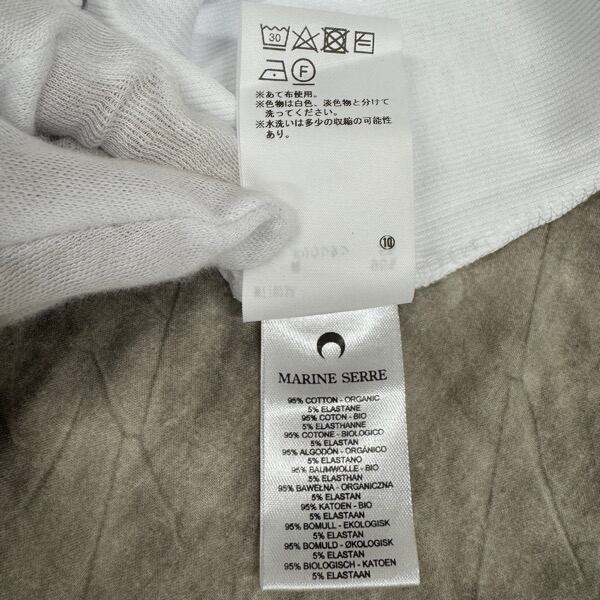 30
F
※あて布使用。
※色物は白色、淡色物と分けて
洗ってください。
※水洗いは多少の収縮の可能性
あり。
⑩
MARINE SERRE
95% COTTON - ORGANIC
5% ELASTANE
95% COTON - BIO
5% ELASTHANNE
95% COTONE - BIOLOGICO
5% ELASTAN
95% ALGODÓN - ORGÁNICO
5% ELASTANO
95% BAUMWOLLE - BIO
5% ELASTHAN
95% BAWEŁNA - ORGANICZNA
5% ELASTAN
95% KATOEN - BIO
5% ELASTAAN
95% BOMULL - EKOLOGISK
5% ELASTAN
95% BOMULD - ØKOLOGISK
5% ELASTAN
95% BIOLOGISCH - KATOEN
5% ELASTAAN